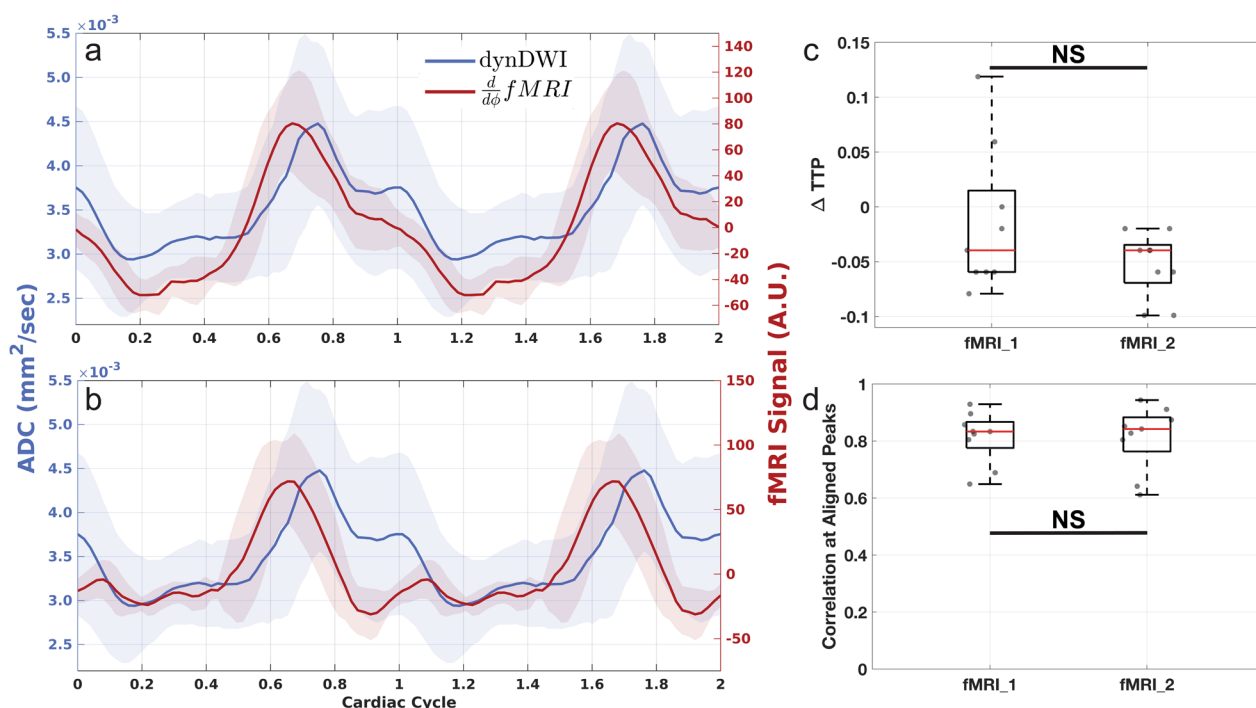 a
×10⁻³
5.5
5.0
4.5
4.0
3.5
3.0
2.5
dynDWI
d/dϕ fMRI
140
120
100
80
60
40
20
0
-20
-40
-60
0 0.2 0.4 0.6 0.8 1 1.2 1.4 1.6 1.8 2
b
×10⁻³
5.5
5.0
4.5
4.0
3.5
3.0
2.5
150
100
50
0
-50
0 0.2 0.4 0.6 0.8 1 1.2 1.4 1.6 1.8 2
Cardiac Cycle
ADC (mm²/sec)
fMRI Signal (A.U.)
c
NS
0.15
0.1
0.05
0
-0.05
-0.1
Δ TTP
fMRI_1 fMRI_2
d
1
0.8
0.6
0.4
0.2
0
NS
Correlation at Aligned Peaks
fMRI_1 fMRI_2